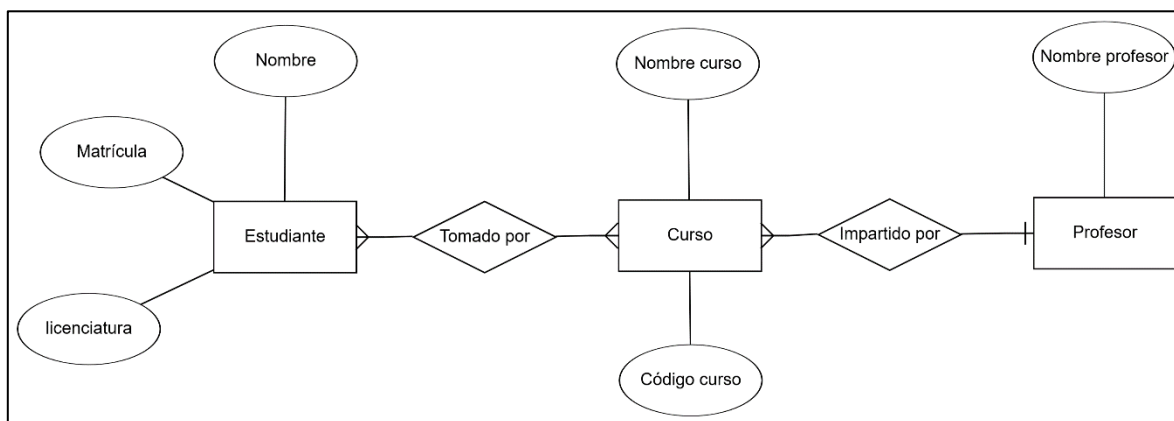 Nombre
Nombre curso
Nombre profesor
Matrícula
Estudiante
Tomado por
Curso
Impartido por
Profesor
licenciatura
Código curso